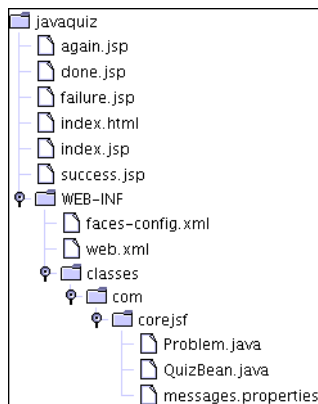 javaquiz
again.jsp
done.jsp
failure.jsp
index.html
index.jsp
success.jsp
WEB-INF
faces-config.xml
web.xml
classes
com
corejsf
Problem.java
QuizBean.java
messages.properties